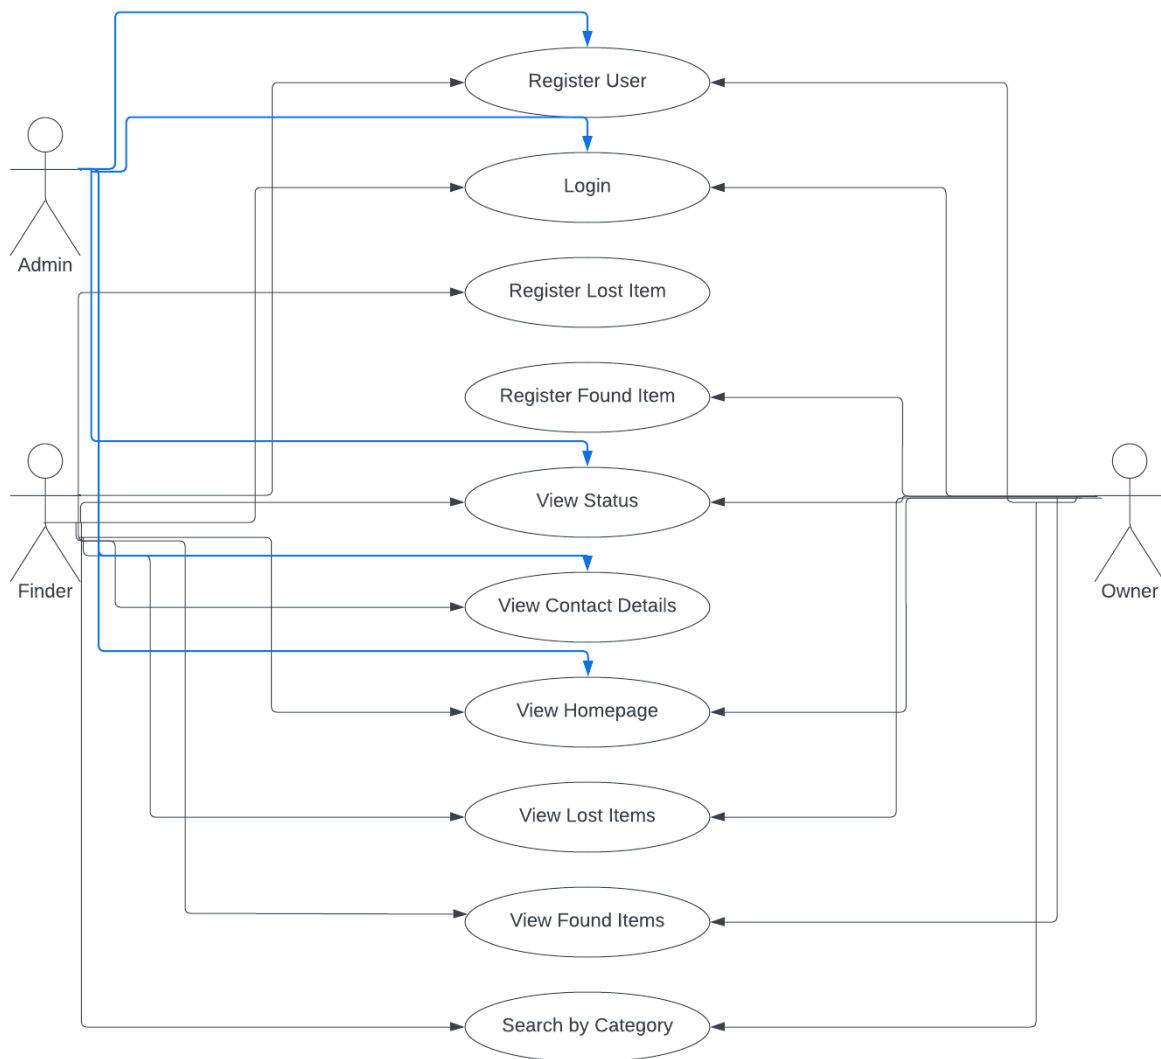 Register User
Login
Admin
Register Lost Item
Register Found Item
View Status
Finder
Owner
View Contact Details
View Homepage
View Lost Items
View Found Items
Search by Category